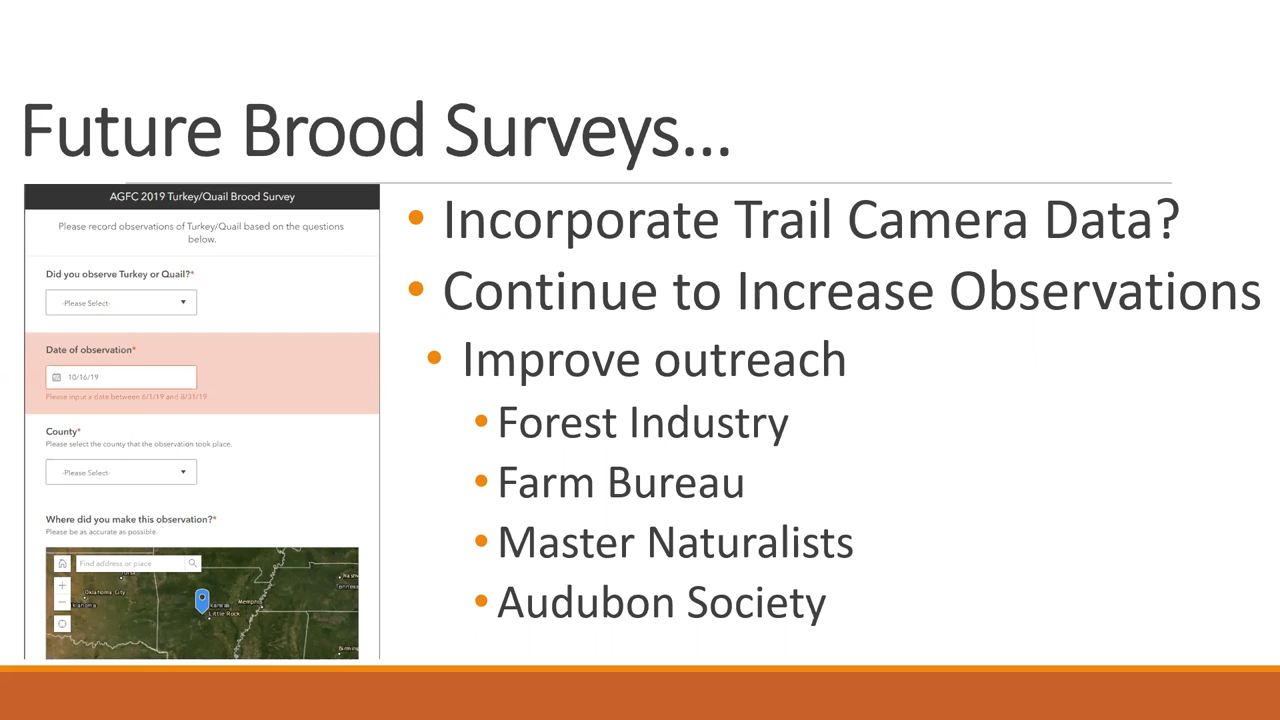 Future Brood Surveys...
AGFC 2019 Turkey/Quail Brood Survey
Please record observations of Turkey/Quail based on the questions
below.
Did you observe Turkey or Quail?*
-Please Select-
Date of observation*
10/16/19
Please input a date between 6/1/19 and 8/31/19
County*
Please select the county that the observation took place.
-Please Select-
Where did you make this observation?*
Please be as accurate as possible.
Find address or place
Oklahoma City
Memphis
Little Rock
• Incorporate Trail Camera Data?
• Continue to Increase Observations
• Improve outreach
• Forest Industry
• Farm Bureau
• Master Naturalists
• Audubon Society